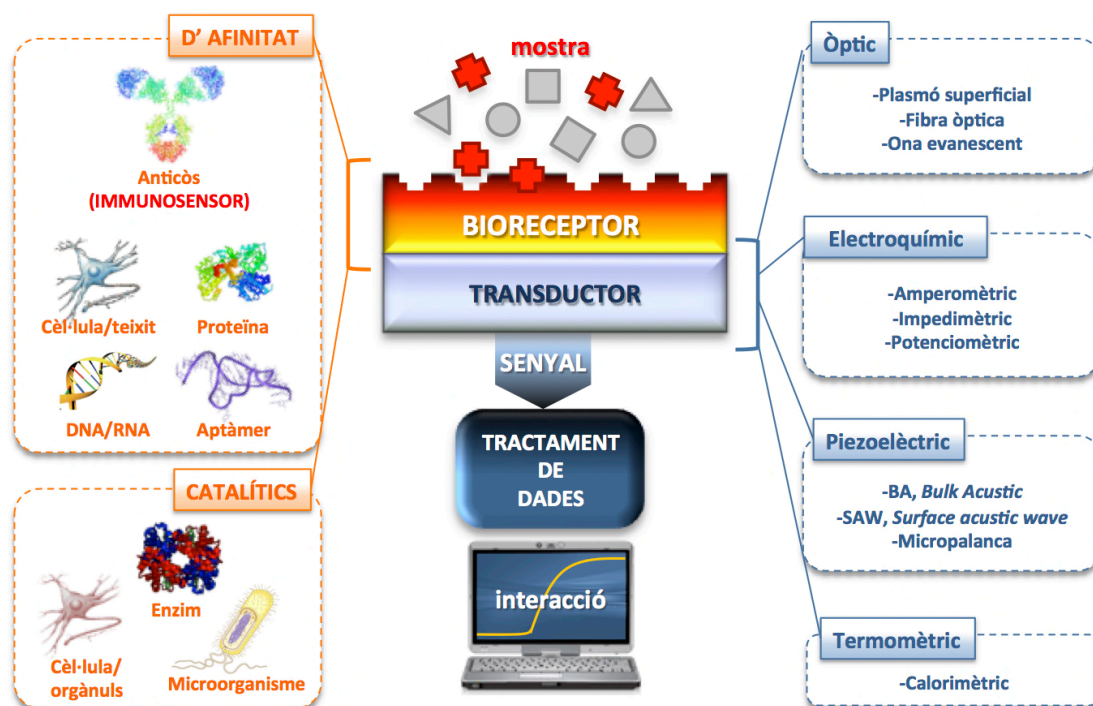 D’ AFINITAT
Anticòs
(IMMUNOSENSOR)
Cèl·lula/teixit
Proteïna
DNA/RNA
Aptàmer
CATALÍTICS
Enzim
Cèl·lula/
orgànuls
Microorganisme
mostra
BIORECEPTOR
TRANSDUCTOR
SENYAL
TRACTAMENT
DE
DADES
interacció
Òptic
-Plasmó superficial
-Fibra òptica
-Ona evanescent
Electroquímic
-Amperomètric
-Impedimètric
-Potenciomètric
Piezoelèctric
-BA, Bulk Acustic
-SAW, Surface acustic wave
-Micropalanca
Termomètric
-Calorimètric